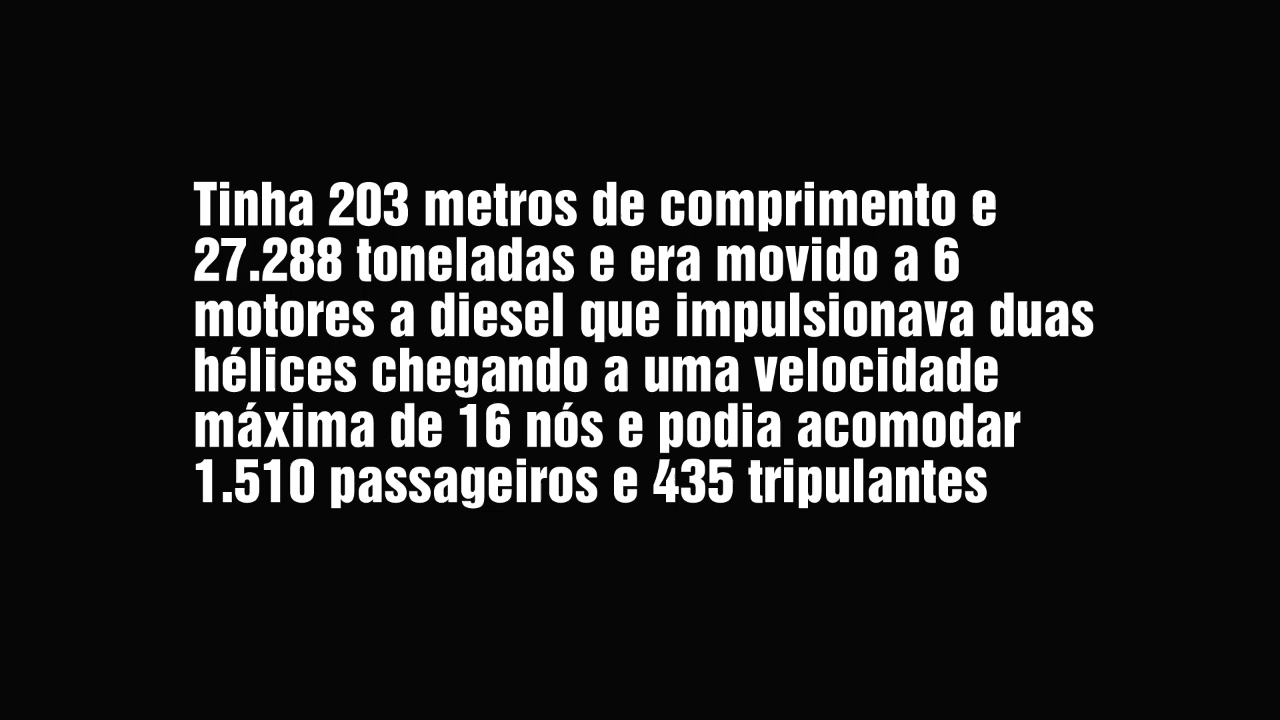 Tinha 203 metros de comprimento e
27.288 toneladas e era movido a 6
motores a diesel que impulsionava duas
hélices chegando a uma velocidade
máxima de 16 nós e podia acomodar
1.510 passageiros e 435 tripulantes